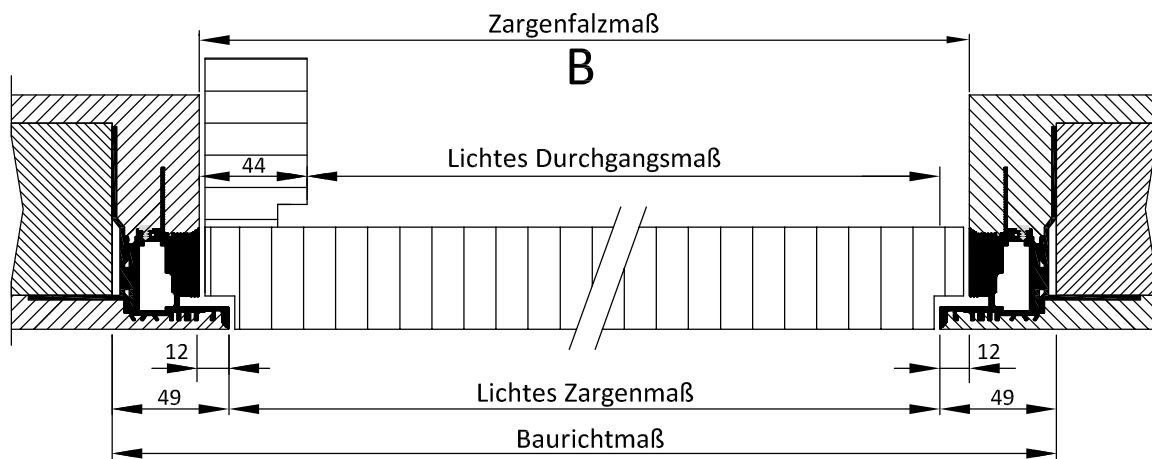 Zargenfalzmaß
B
Lichtes Durchgangsmaß
44
12
12
49
Lichtes Zargenmaß
49
Baurichtmaß